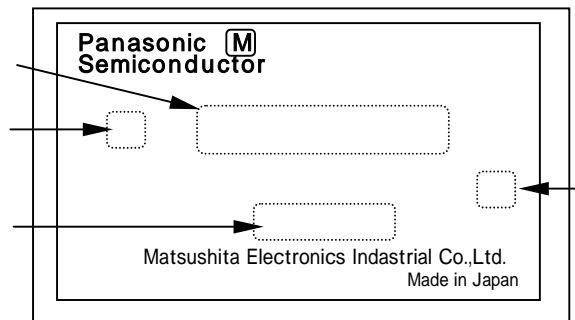 Panasonic M
Semiconductor
Matsushita Electronics Indastrial Co.,Ltd.
Made in Japan